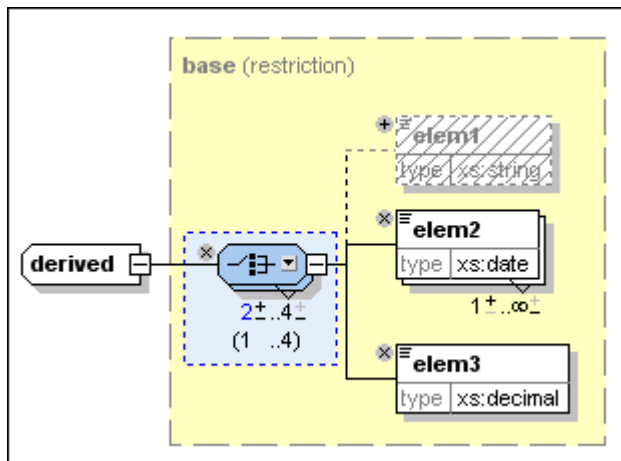 base (restriction)
elem1
type xs:string
elem2
type xs:date
1 ..∞
derived
2 ..4
(1 ..4)
elem3
type xs:decimal